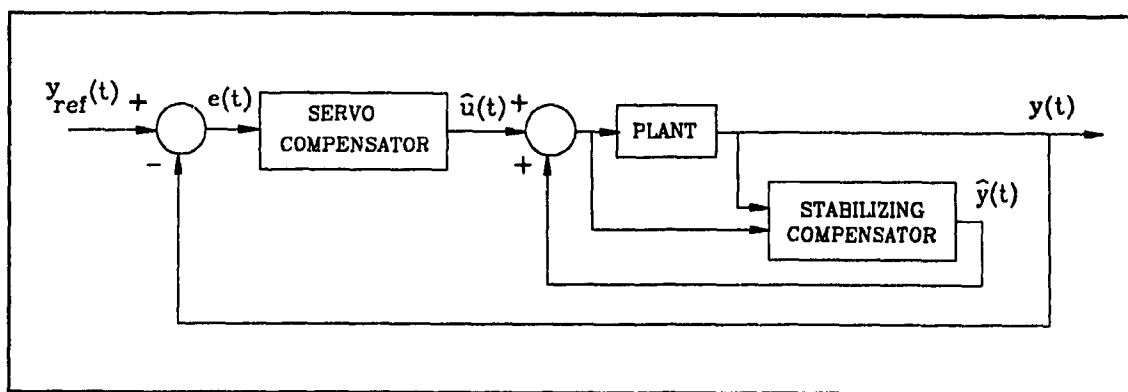 y_ref(t) +
e(t)
SERVO
COMPENSATOR
û(t) +
PLANT
y(t)
-
+
STABILIZING
COMPENSATOR
ŷ(t)